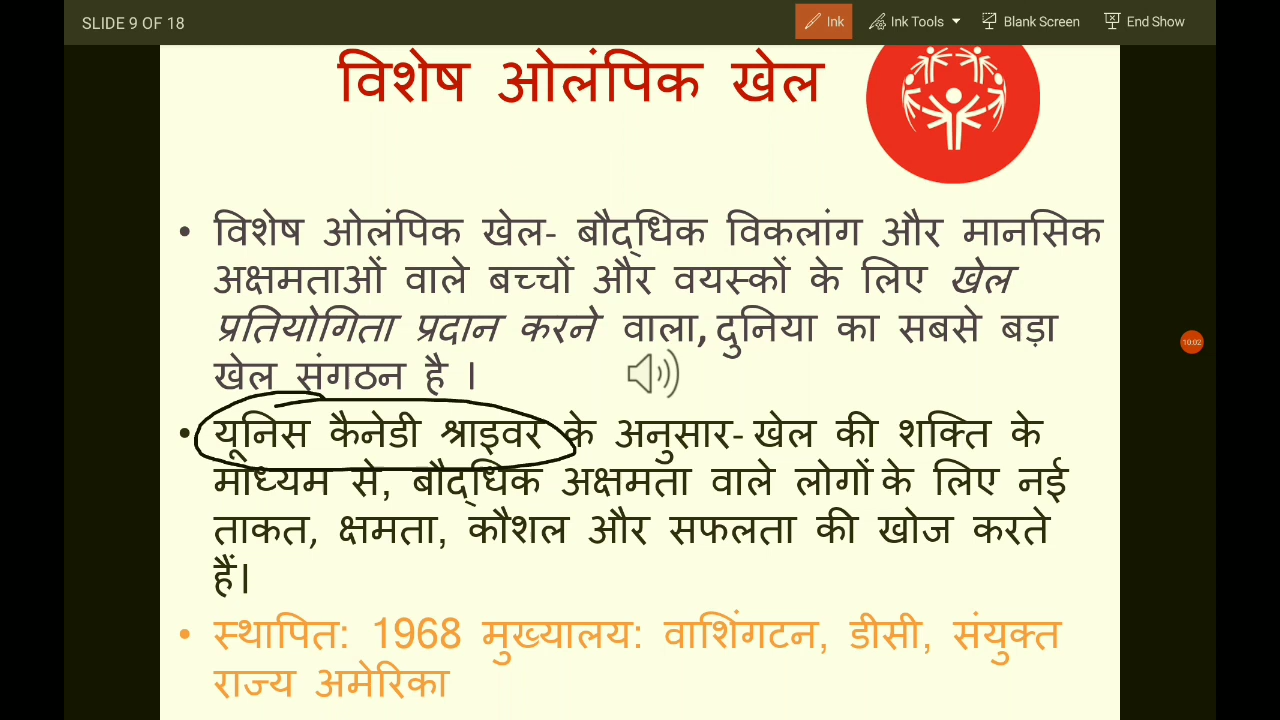 SLIDE 9 OF 18
Ink
Ink Tools
Blank Screen
End Show
विशेष ओलंपिक खेल
• विशेष ओलंपिक खेल- बौद्धिक विकलांग और मानसिक
अक्षमताओं वाले बच्चों और वयस्कों के लिए खेल
प्रतियोगिता प्रदान करने वाला, दुनिया का सबसे बड़ा
खेल संगठन है ।
• यूनिस कैनेडी श्राइवर के अनुसार- खेल की शक्ति के
माध्यम से, बौद्धिक अक्षमता वाले लोगों के लिए नई
ताकत, क्षमता, कौशल और सफलता की खोज करते
हैं।
• स्थापित: 1968 मुख्यालय: वाशिंगटन, डीसी, संयुक्त
राज्य अमेरिका
10:02